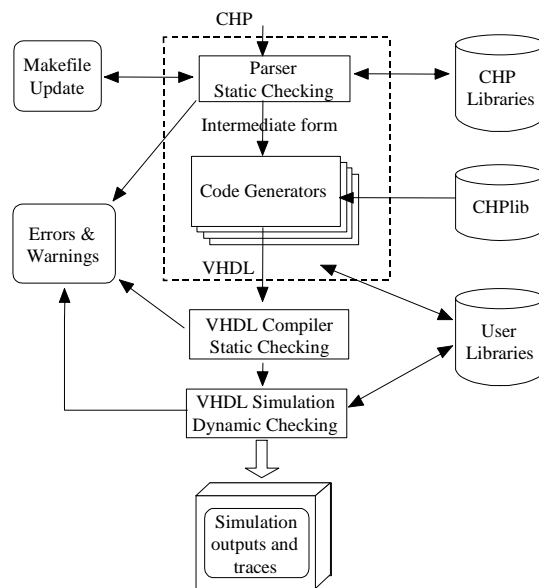 CHP
Makefile
Update
Parser
Static Checking
CHP
Libraries
Intermediate form
Code Generators
CHPlib
Errors &
Warnings
VHDL
VHDL Compiler
Static Checking
User
Libraries
VHDL Simulation
Dynamic Checking
Simulation
outputs and
traces